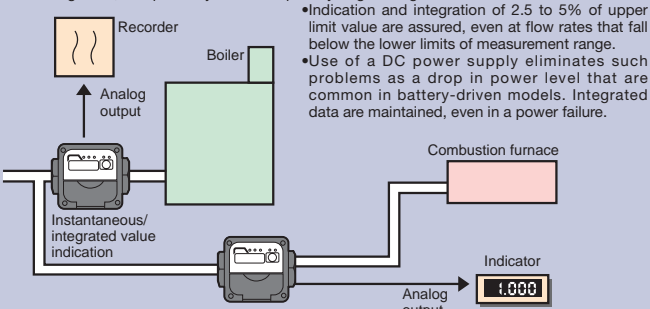 •Indication and integration of 2.5 to 5% of upper
limit value are assured, even at flow rates that fall
below the lower limits of measurement range.
•Use of a DC power supply eliminates such
problems as a drop in power level that are
common in battery-driven models. Integrated
data are maintained, even in a power failure.
Recorder
Boiler
Analog
output
Combustion furnace
Instantaneous/
integrated value
indication
Indicator
1.000
Analog
output